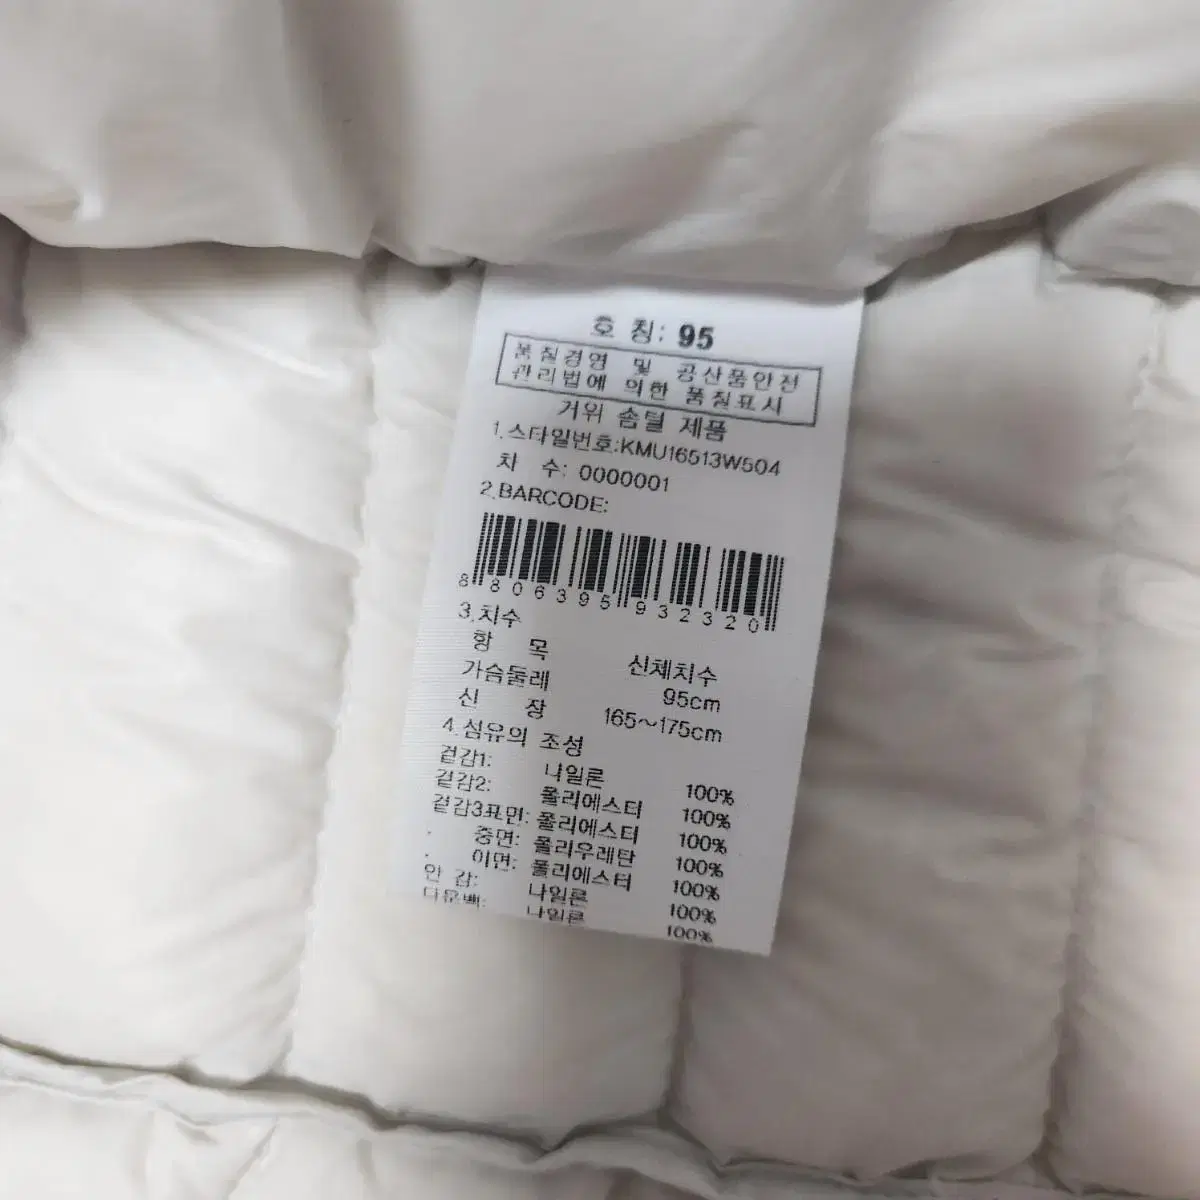 호 칭: 95
품질경영 및 공산품안전
관리법에 의한 품질표시
거위 솜털 제품
1.스타일번호:KMU16513W504
차 수: 0000001
2.BARCODE:
8 806395 932320
3.치수
항 목 신체치수
가슴둘레 95cm
신 장 165~175cm
4.섬유의 조성
겉감1: 나일론 100%
겉감2: 폴리에스터 100%
겉감3표면: 폴리에스터 100%
중면: 폴리우레탄 100%
이면: 폴리에스터 100%
안 감: 나일론 100%
다운백: 나일론 100%